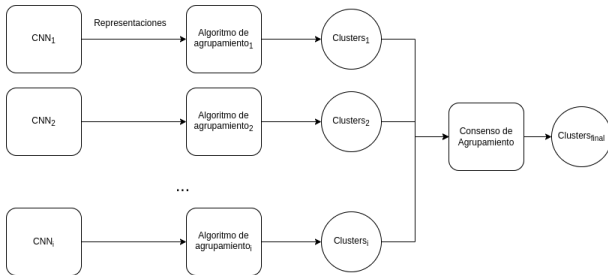 CNN₁
Representaciones
Algoritmo de
agrupamiento₁
Clusters₁
CNN₂
Algoritmo de
agrupamiento₂
Clusters₂
Consenso de
Agrupamiento
Clusters_final
...
CNNᵢ
Algoritmo de
agrupamientoᵢ
Clustersᵢ